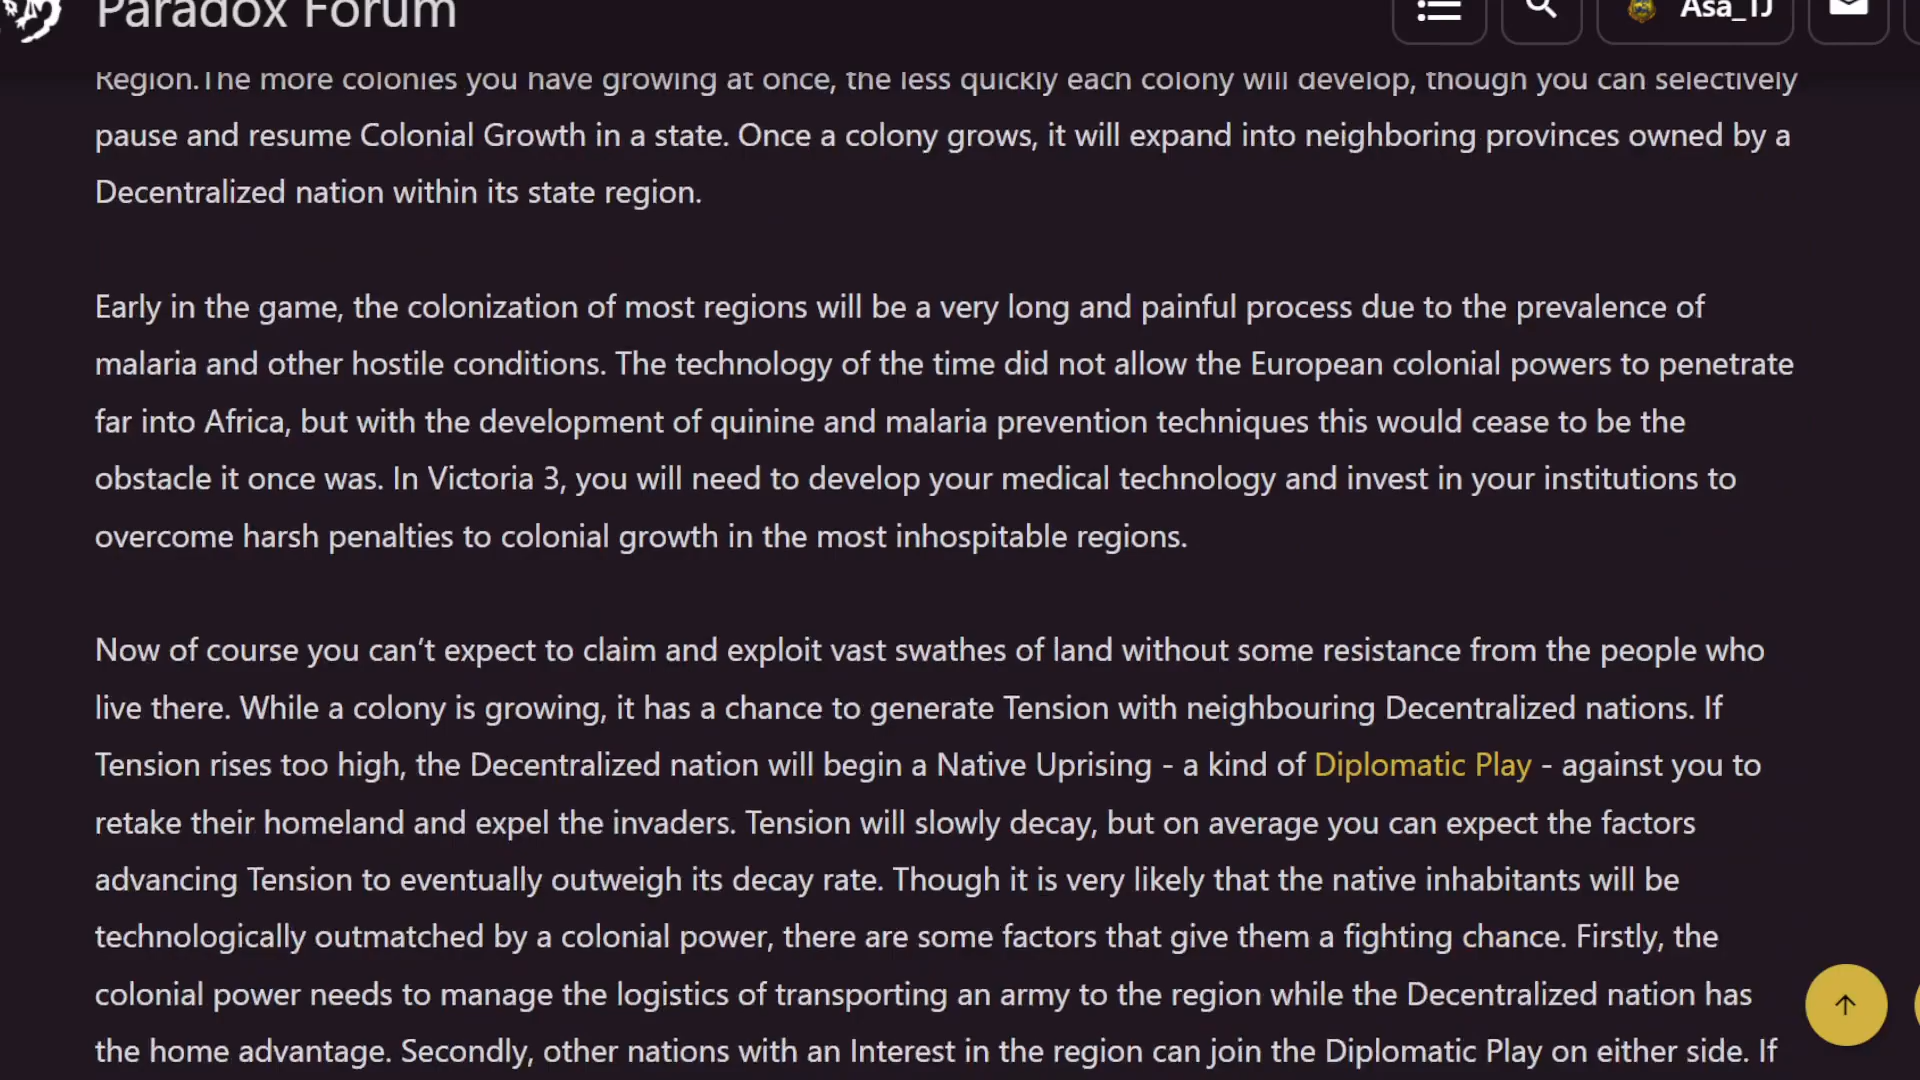 Paradox Forum
Asa_TJ
Region.The more colonies you have growing at once, the less quickly each colony will develop, though you can selectively
pause and resume Colonial Growth in a state. Once a colony grows, it will expand into neighboring provinces owned by a
Decentralized nation within its state region.
Early in the game, the colonization of most regions will be a very long and painful process due to the prevalence of
malaria and other hostile conditions. The technology of the time did not allow the European colonial powers to penetrate
far into Africa, but with the development of quinine and malaria prevention techniques this would cease to be the
obstacle it once was. In Victoria 3, you will need to develop your medical technology and invest in your institutions to
overcome harsh penalties to colonial growth in the most inhospitable regions.
Now of course you can’t expect to claim and exploit vast swathes of land without some resistance from the people who
live there. While a colony is growing, it has a chance to generate Tension with neighbouring Decentralized nations. If
Tension rises too high, the Decentralized nation will begin a Native Uprising - a kind of Diplomatic Play - against you to
retake their homeland and expel the invaders. Tension will slowly decay, but on average you can expect the factors
advancing Tension to eventually outweigh its decay rate. Though it is very likely that the native inhabitants will be
technologically outmatched by a colonial power, there are some factors that give them a fighting chance. Firstly, the
colonial power needs to manage the logistics of transporting an army to the region while the Decentralized nation has
the home advantage. Secondly, other nations with an Interest in the region can join the Diplomatic Play on either side. If